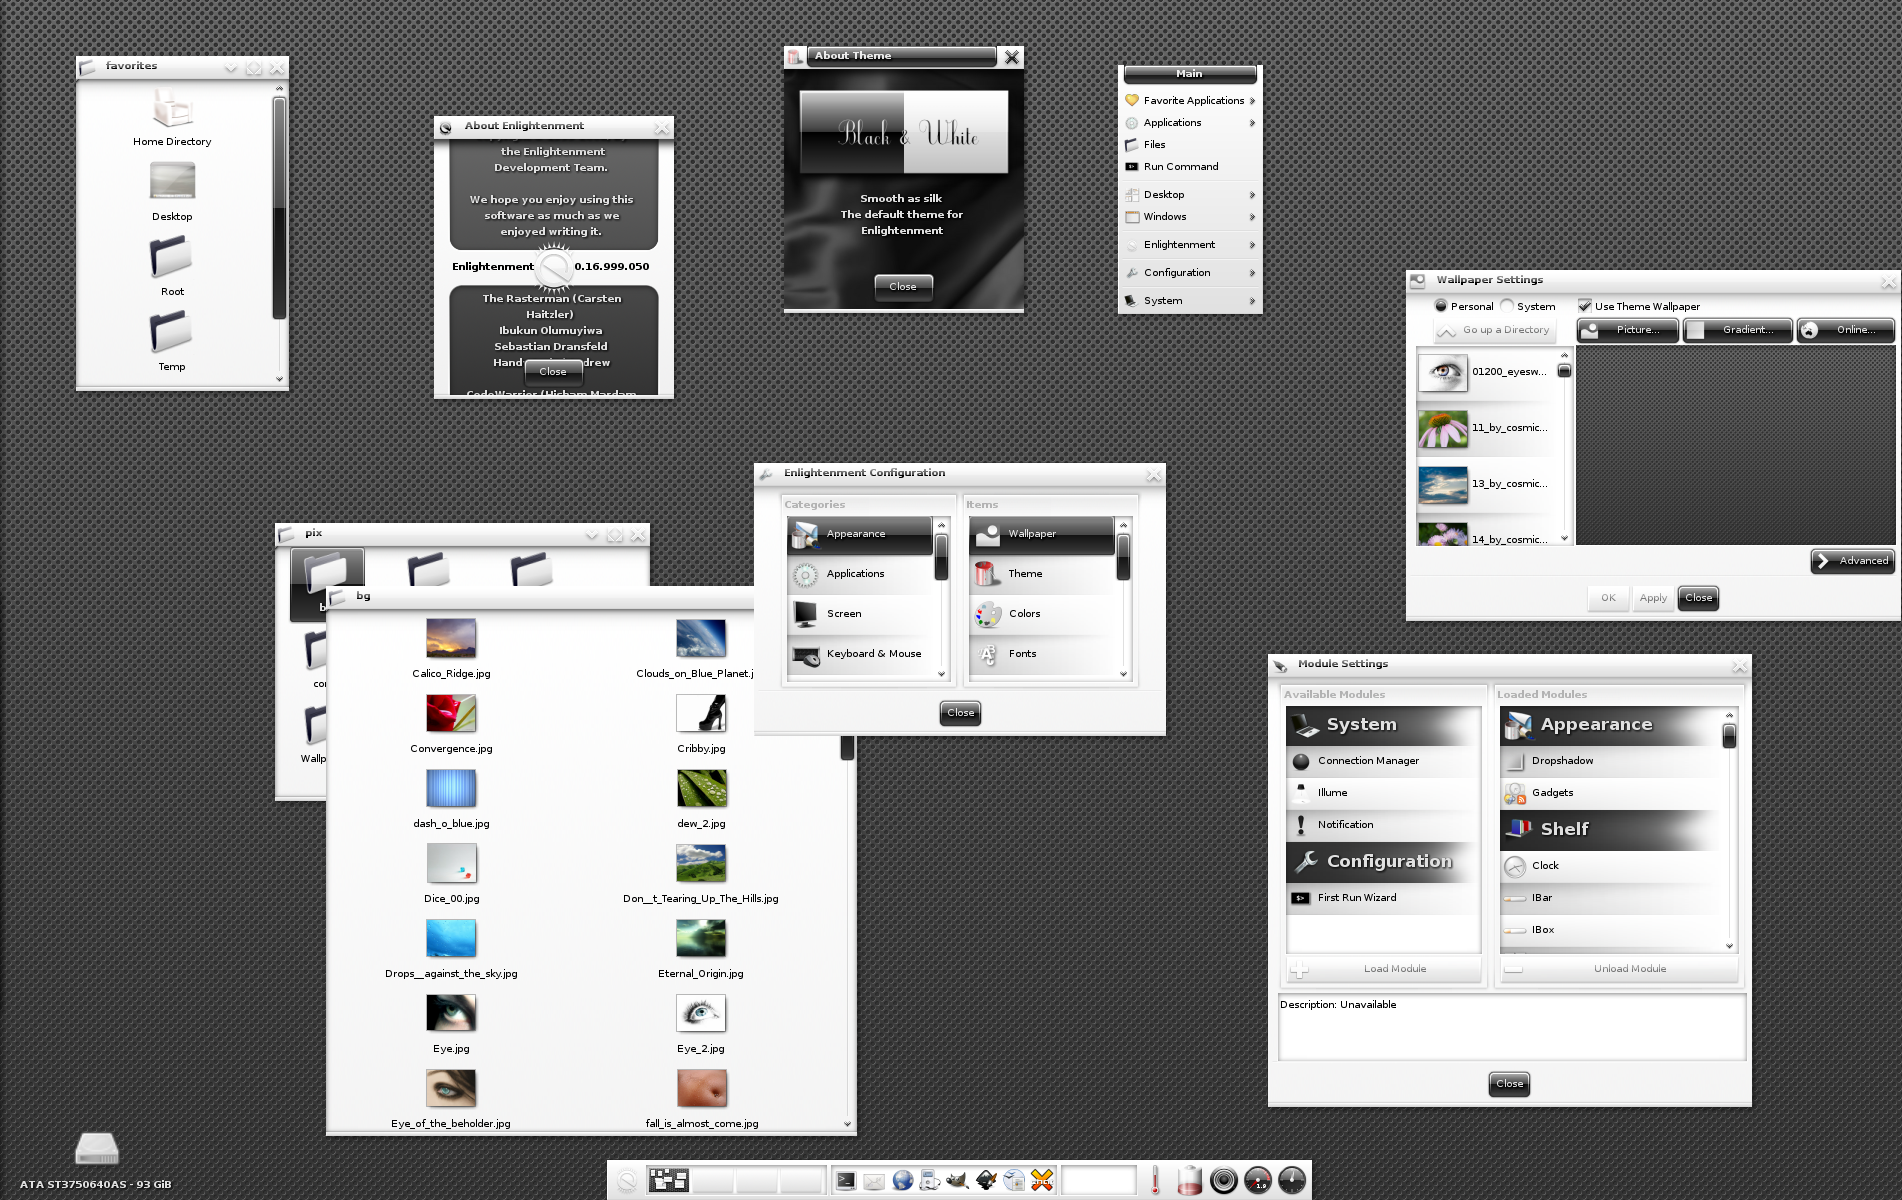 favorites
Home Directory
Desktop
Root
Temp
About Enlightenment
the Enlightenment
Development Team.
We hope you enjoy using this
software as much as we
enjoyed writing it.
Enlightenment 0.16.999.050
The Rasterman (Carsten
Haitzler)
Ibukun Olumuyiwa
Sebastian Dransfeld
Close
CodeWarrior (Hisham Mardam
About Theme
Black & White
Smooth as silk
The default theme for
Enlightenment
Close
Main
Favorite Applications
Applications
Files
Run Command
Desktop
Windows
Enlightenment
Configuration
System
Wallpaper Settings
Personal System Use Theme Wallpaper
Go up a Directory Picture... Gradient... Online...
01200_eyesw...
11_by_cosmic...
13_by_cosmic...
14_by_cosmic...
Advanced
OK Apply Close
Enlightenment Configuration
Categories Items
Appearance Wallpaper
Applications Theme
Screen Colors
Keyboard & Mouse Fonts
Close
pix
bg
Calico_Ridge.jpg Clouds_on_Blue_Planet.j
Convergence.jpg Cribby.jpg
dash_o_blue.jpg dew_2.jpg
Dice_00.jpg Don__t_Tearing_Up_The_Hills.jpg
Drops__against_the_sky.jpg Eternal_Origin.jpg
Eye.jpg Eye_2.jpg
Eye_of_the_beholder.jpg fall_is_almost_come.jpg
Module Settings
Available Modules Loaded Modules
System Appearance
Connection Manager Dropshadow
Illume Gadgets
Notification Shelf
Configuration Clock
First Run Wizard IBar
IBox
Load Module Unload Module
Description: Unavailable
Close
ATA ST3750640AS - 93 GiB
1.9